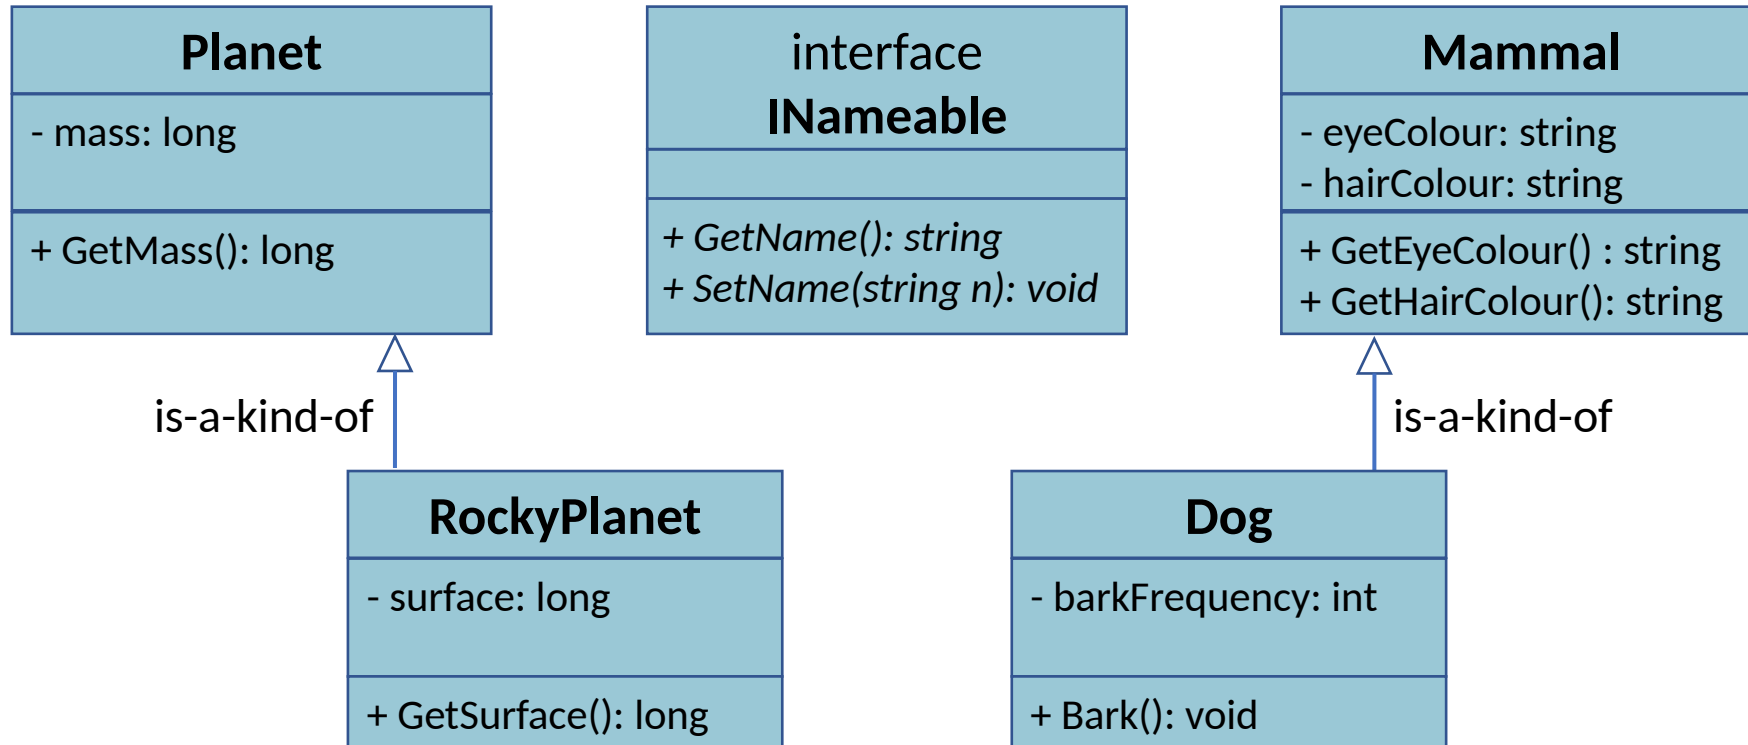 Planet
- mass: long
+ GetMass(): long
interface
INameable
+ GetName(): string
+ SetName(string n): void
Mammal
- eyeColour: string
- hairColour: string
+ GetEyeColour() : string
+ GetHairColour(): string
is-a-kind-of
is-a-kind-of
RockyPlanet
- surface: long
+ GetSurface(): long
Dog
- barkFrequency: int
+ Bark(): void